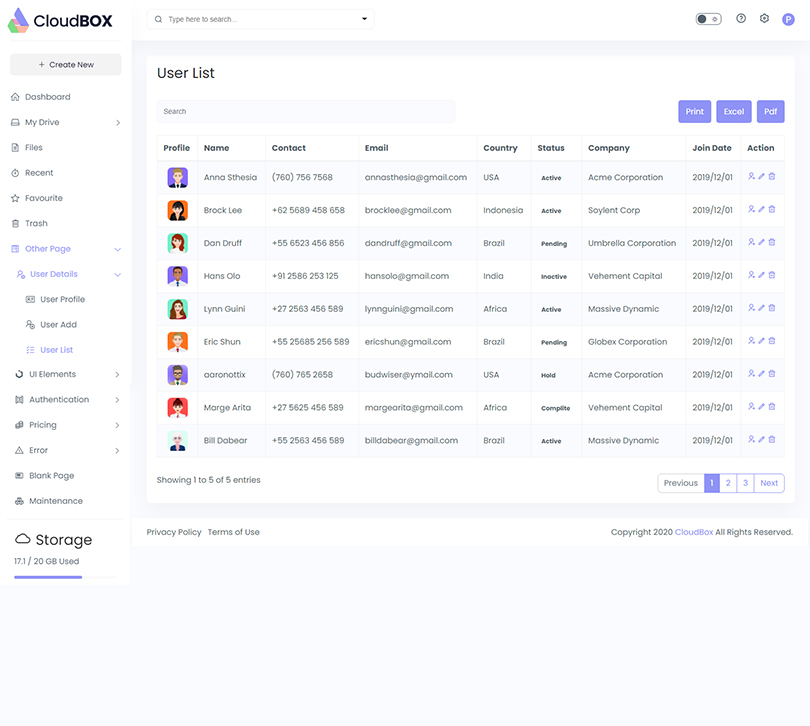 CloudBOX
Type here to search...
P
+ Create New
Dashboard
My Drive
Files
Recent
Favourite
Trash
Other Page
User Details
User Profile
User Add
User List
UI Elements
Authentication
Pricing
Error
Blank Page
Maintenance
Storage
17.1 / 20 GB Used
User List
Search
Print Excel Pdf
Profile Name Contact Email Country Status Company Join Date Action
Anna Sthesia (760) 756 7568 annasthesia@gmail.com USA Active Acme Corporation 2019/12/01
Brock Lee +62 5689 458 658 brocklee@gmail.com Indonesia Active Soylent Corp 2019/12/01
Dan Druff +55 6523 456 856 dandruff@gmail.com Brazil Pending Umbrella Corporation 2019/12/01
Hans Olo +91 2586 253 125 hansolo@gmail.com India Inactive Vehement Capital 2019/12/01
Lynn Guini +27 2563 456 589 lynnguini@gmail.com Africa Active Massive Dynamic 2019/12/01
Eric Shun +55 25685 256 589 ericshun@gmail.com Brazil Pending Globex Corporation 2019/12/01
aaronottix (760) 765 2658 budwiser@ymail.com USA Hold Acme Corporation 2019/12/01
Marge Arita +27 5625 456 589 margearita@gmail.com Africa Complite Vehement Capital 2019/12/01
Bill Dabear +55 2563 456 589 billdabear@gmail.com Brazil Active Massive Dynamic 2019/12/01
Showing 1 to 5 of 5 entries
Previous 1 2 3 Next
Privacy Policy Terms of Use
Copyright 2020 CloudBox All Rights Reserved.